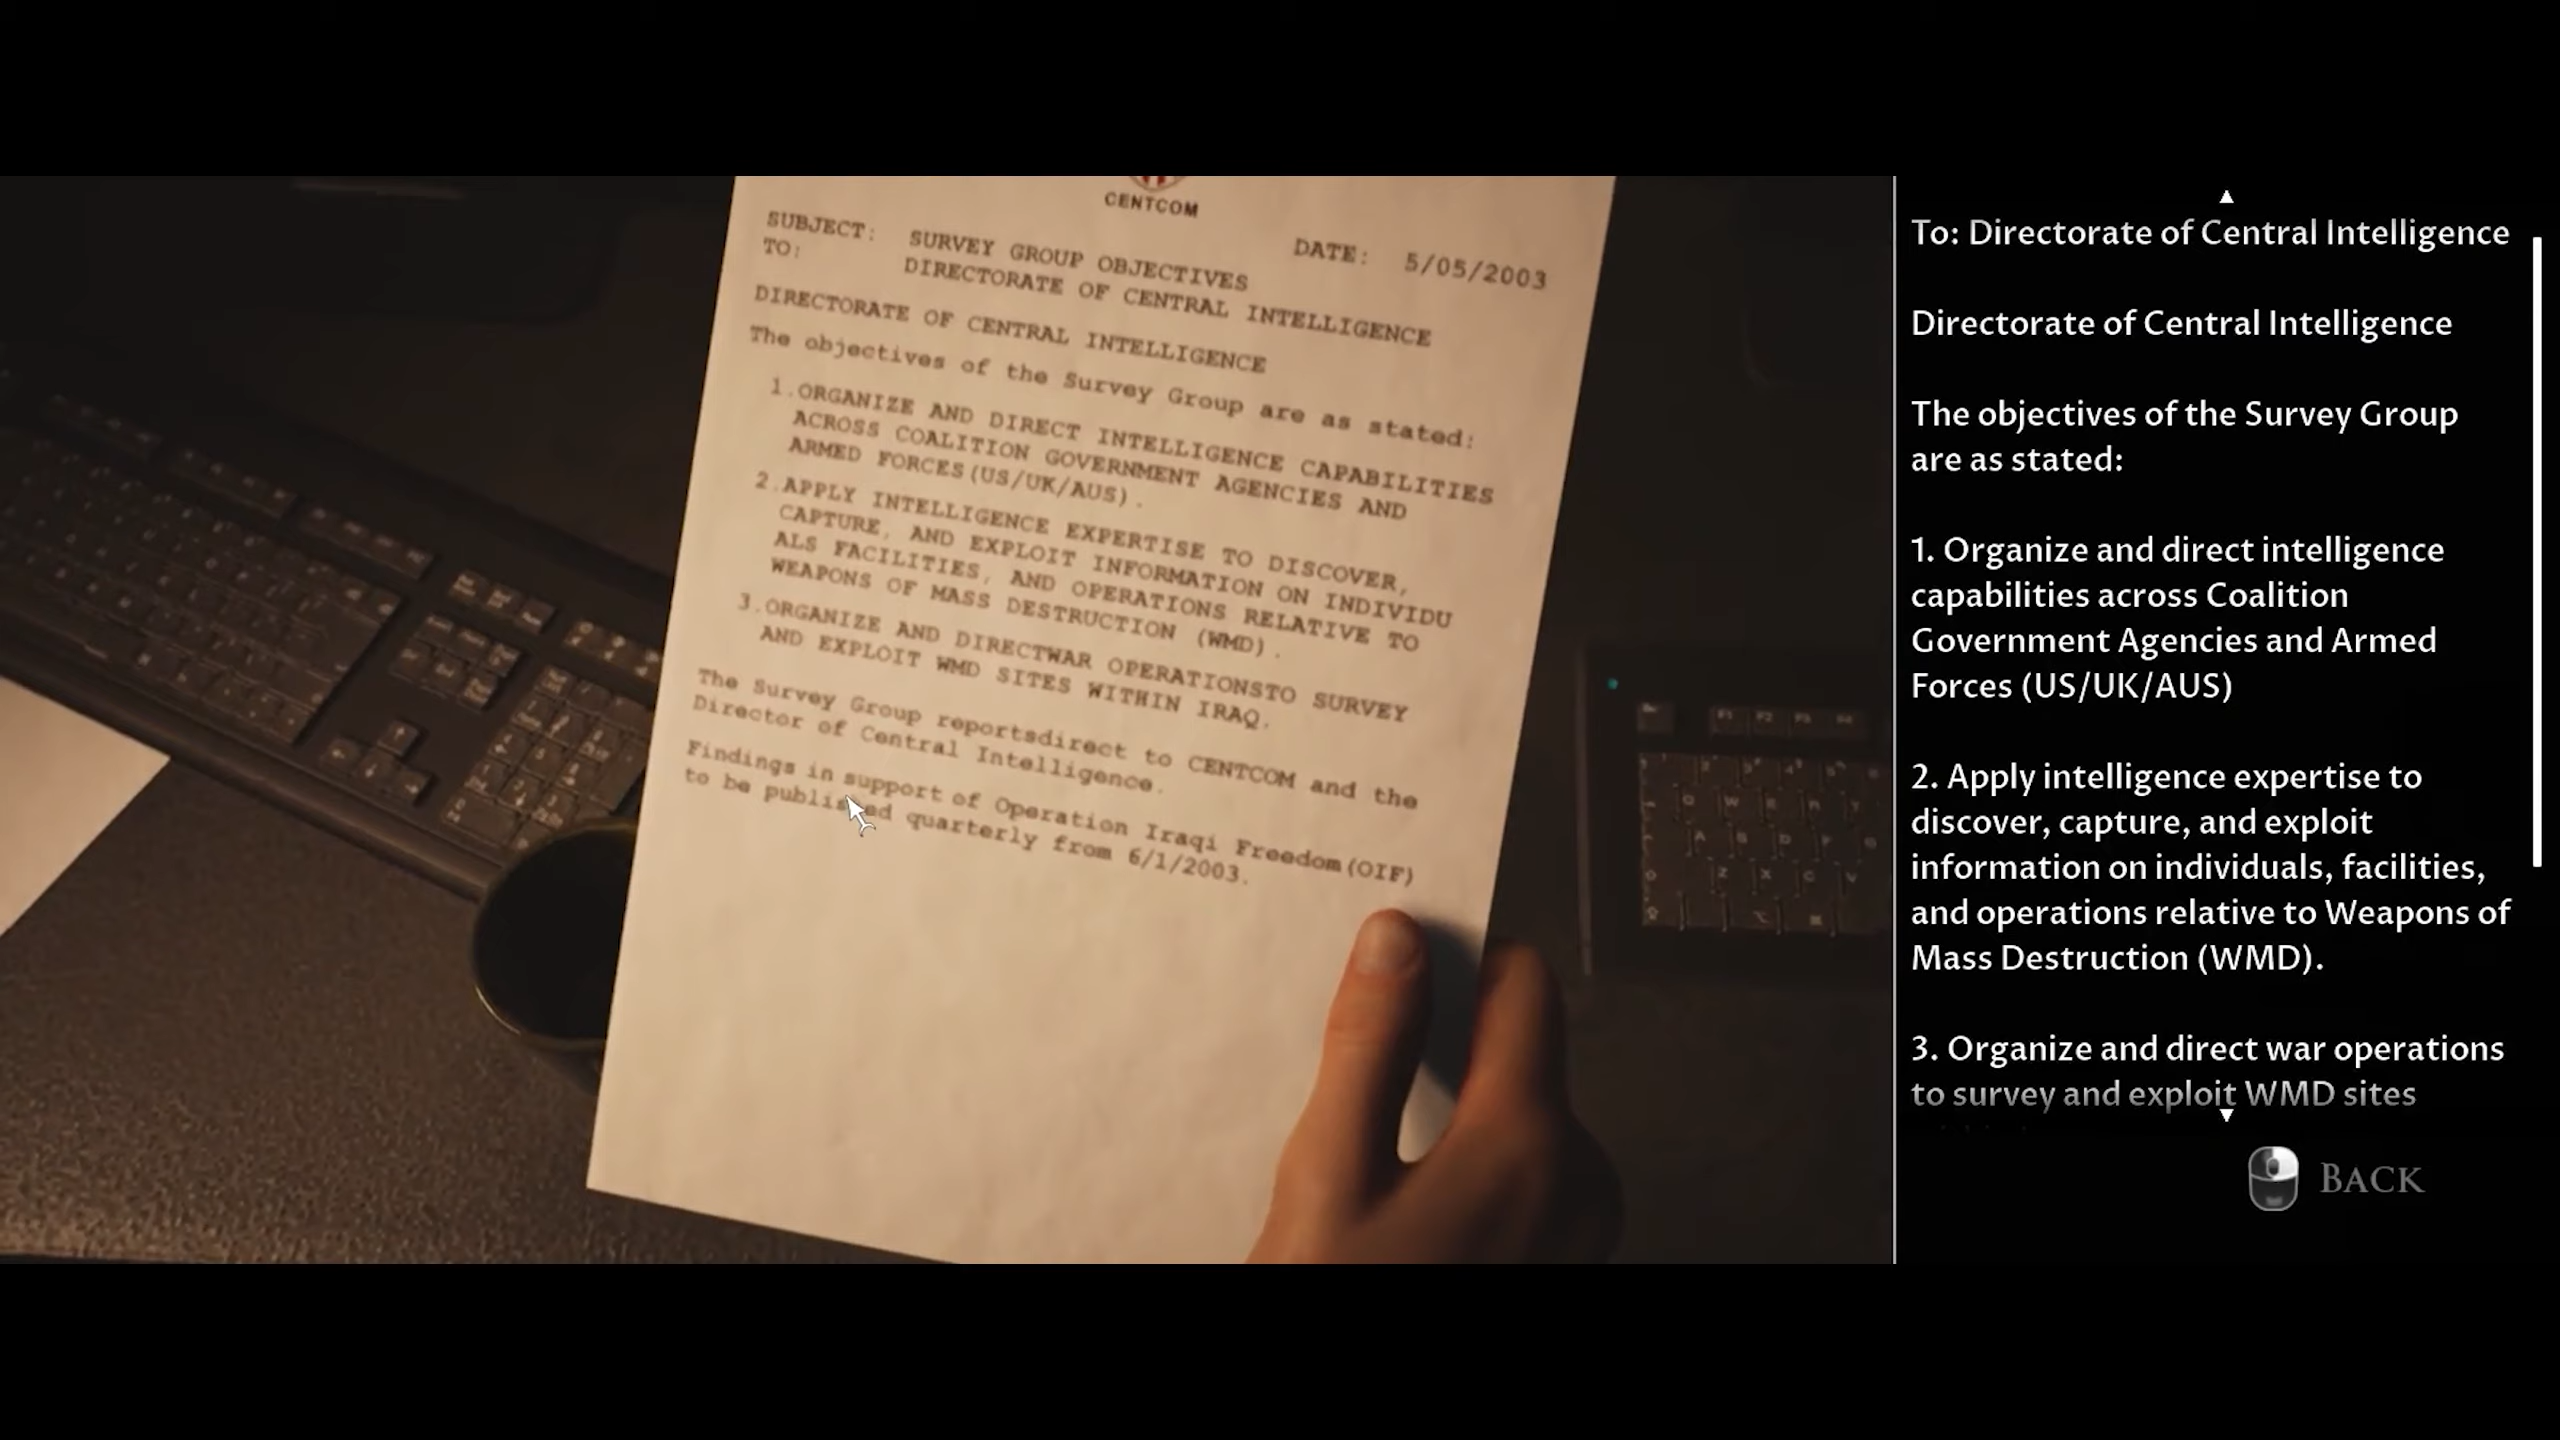 CENTCOM
SUBJECT: SURVEY GROUP OBJECTIVES DATE: 5/05/2003
TO: DIRECTORATE OF CENTRAL INTELLIGENCE
DIRECTORATE OF CENTRAL INTELLIGENCE
The objectives of the Survey Group are as stated:
1.ORGANIZE AND DIRECT INTELLIGENCE CAPABILITIES
ACROSS COALITION GOVERNMENT AGENCIES AND
ARMED FORCES(US/UK/AUS).
2.APPLY INTELLIGENCE EXPERTISE TO DISCOVER,
CAPTURE, AND EXPLOIT INFORMATION ON INDIVIDU
ALS FACILITIES, AND OPERATIONS RELATIVE TO
WEAPONS OF MASS DESTRUCTION (WMD).
3.ORGANIZE AND DIRECTWAR OPERATIONSTO SURVEY
AND EXPLOIT WMD SITES WITHIN IRAQ.
The Survey Group reportsdirect to CENTCOM and the
Director of Central Intelligence.
Findings in support of Operation Iraqi Freedom(OIF)
to be published quarterly from 6/1/2003.
To: Directorate of Central Intelligence
Directorate of Central Intelligence
The objectives of the Survey Group
are as stated:
1. Organize and direct intelligence
capabilities across Coalition
Government Agencies and Armed
Forces (US/UK/AUS)
2. Apply intelligence expertise to
discover, capture, and exploit
information on individuals, facilities,
and operations relative to Weapons of
Mass Destruction (WMD).
3. Organize and direct war operations
to survey and exploit WMD sites
BACK